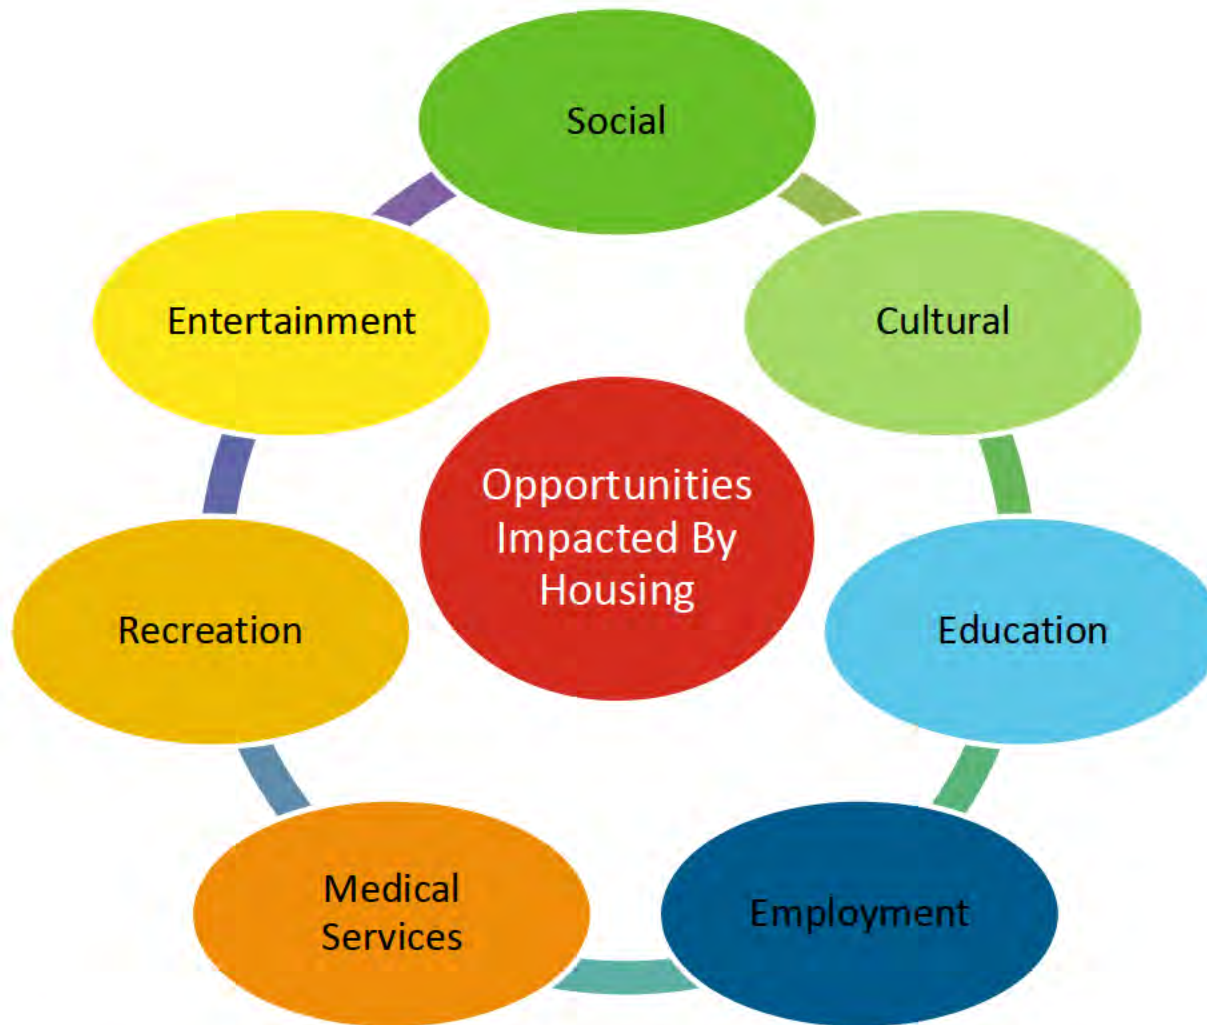 Social
Entertainment
Cultural
Opportunities
Impacted By
Housing
Recreation
Education
Medical
Services
Employment